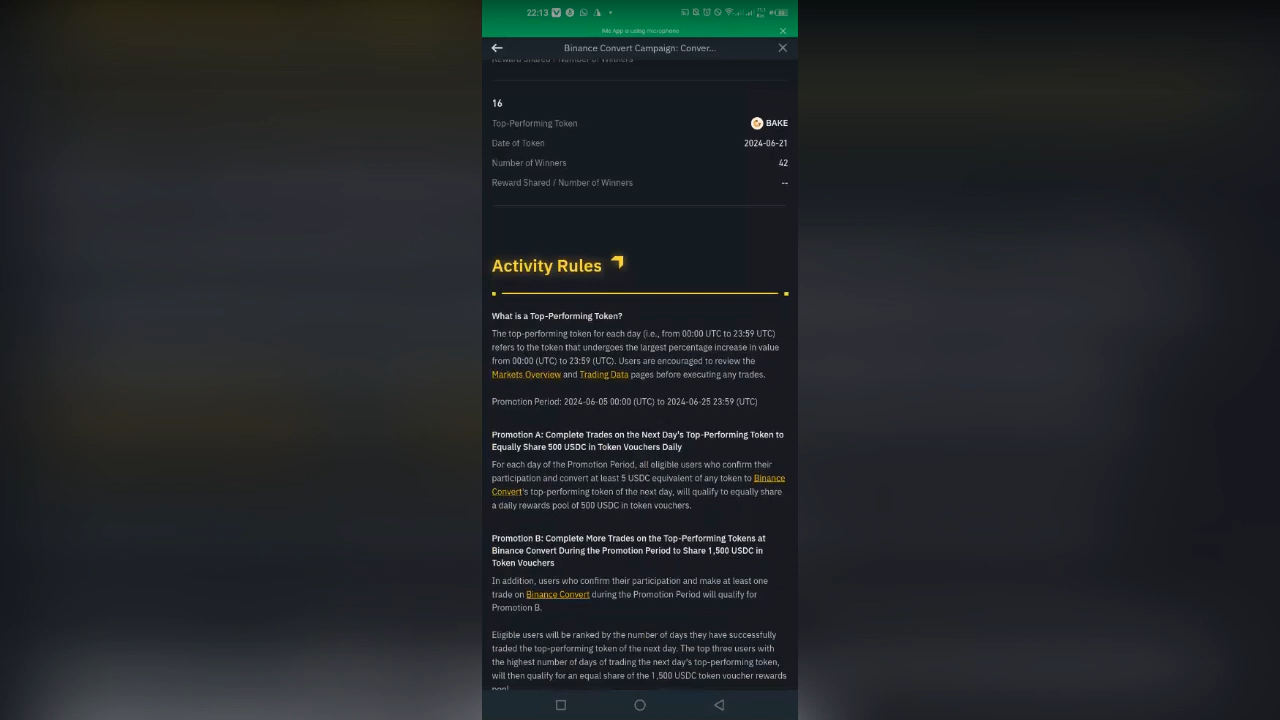 22:13
Binance Convert Campaign: Conver...
Reward Shared / Number of Winners
16
Top-Performing Token BAKE
Date of Token 2024-06-21
Number of Winners 42
Reward Shared / Number of Winners --
Activity Rules
What is a Top-Performing Token?
The top-performing token for each day (i.e., from 00:00 UTC to 23:59 UTC)
refers to the token that undergoes the largest percentage increase in value
from 00:00 (UTC) to 23:59 (UTC). Users are encouraged to review the
Markets Overview and Trading Data pages before executing any trades.
Promotion Period: 2024-06-05 00:00 (UTC) to 2024-06-25 23:59 (UTC)
Promotion A: Complete Trades on the Next Day's Top-Performing Token to
Equally Share 500 USDC in Token Vouchers Daily
For each day of the Promotion Period, all eligible users who confirm their
participation and convert at least 5 USDC equivalent of any token to Binance
Convert's top-performing token of the next day, will qualify to equally share
a daily rewards pool of 500 USDC in token vouchers.
Promotion B: Complete More Trades on the Top-Performing Tokens at
Binance Convert During the Promotion Period to Share 1,500 USDC in
Token Vouchers
In addition, users who confirm their participation and make at least one
trade on Binance Convert during the Promotion Period will qualify for
Promotion B.
Eligible users will be ranked by the number of days they have successfully
traded the top-performing token of the next day. The top three users with
the highest number of days of trading the next day's top-performing token,
will then qualify for an equal share of the 1,500 USDC token voucher rewards
pool